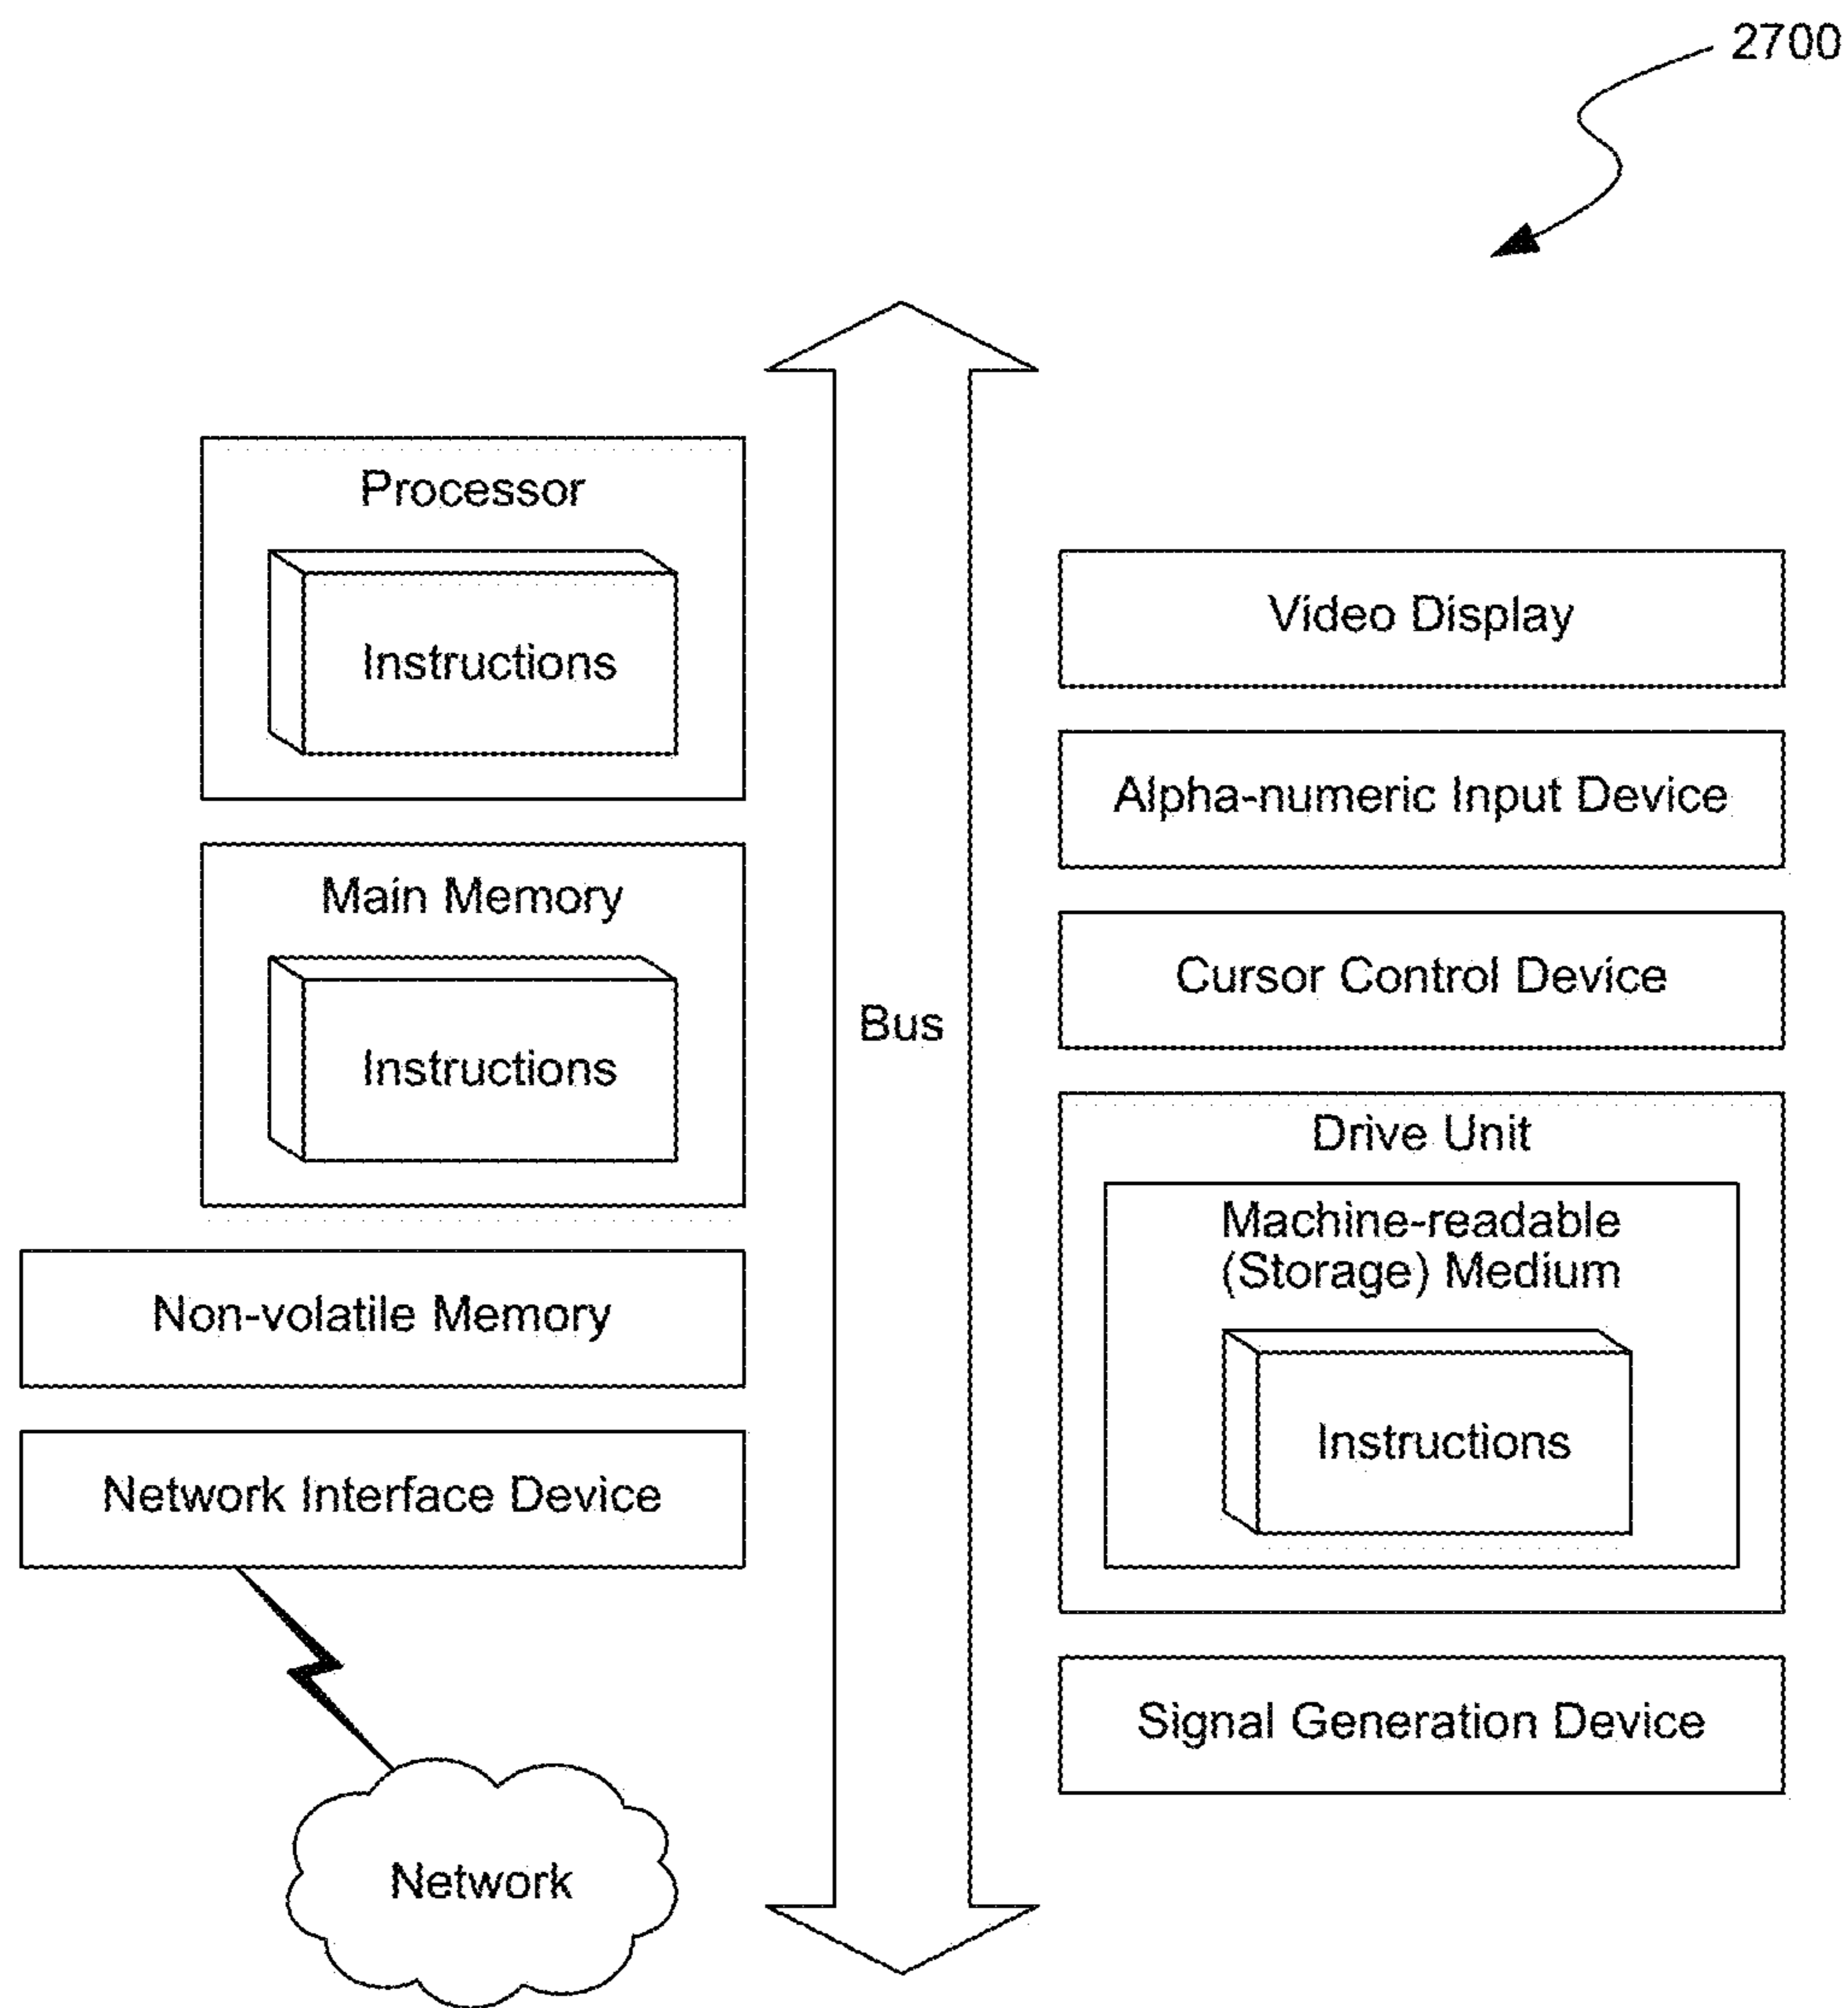 2700
Processor
Instructions
Main Memory
Instructions
Non-volatile Memory
Network Interface Device
Network
Bus
Video Display
Alpha-numeric Input Device
Cursor Control Device
Drive Unit
Machine-readable
(Storage) Medium
Instructions
Signal Generation Device